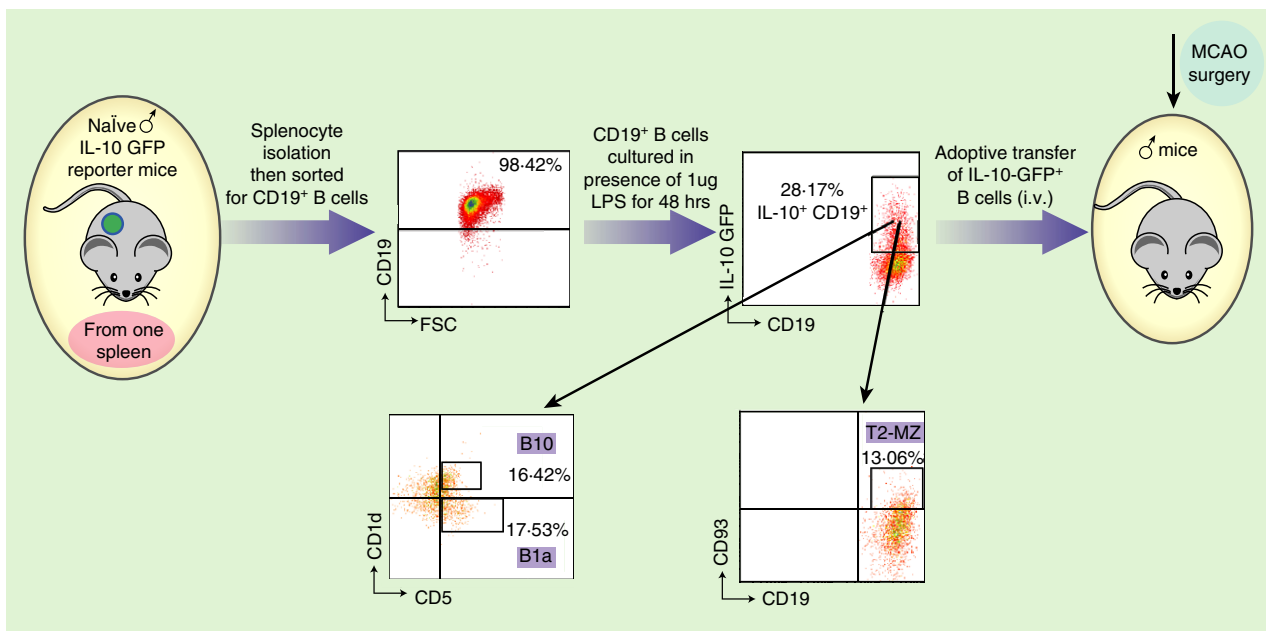 NaÏve ♂
IL-10 GFP
reporter mice
From one
spleen
Splenocyte
isolation
then sorted
for CD19⁺ B cells
98·42%
CD19
FSC
CD19⁺ B cells
cultured in
presence of 1ug
LPS for 48 hrs
28·17%
IL-10⁺ CD19⁺
IL-10 GFP
CD19
Adoptive transfer
of IL-10-GFP⁺
B cells (i.v.)
MCAO
surgery
♂ mice
B10
16·42%
17·53%
B1a
CD1d
CD5
T2-MZ
13·06%
CD93
CD19